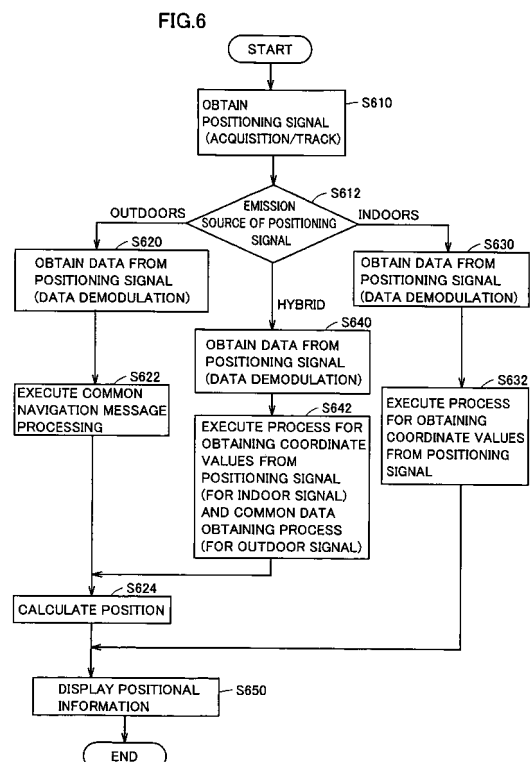 FIG.6
START
S610
OBTAIN
POSITIONING SIGNAL
(ACQUISITION/TRACK)
S612
EMISSION
SOURCE OF POSITIONING
SIGNAL
OUTDOORS
INDOORS
HYBRID
S620
OBTAIN DATA FROM
POSITIONING SIGNAL
(DATA DEMODULATION)
S630
OBTAIN DATA FROM
POSITIONING SIGNAL
(DATA DEMODULATION)
S640
OBTAIN DATA FROM
POSITIONING SIGNAL
(DATA DEMODULATION)
S622
EXECUTE COMMON
NAVIGATION MESSAGE
PROCESSING
S642
EXECUTE PROCESS FOR
OBTAINING COORDINATE
VALUES FROM
POSITIONING SIGNAL
(FOR INDOOR SIGNAL)
AND COMMON DATA
OBTAINING PROCESS
(FOR OUTDOOR SIGNAL)
S632
EXECUTE PROCESS
FOR OBTAINING
COORDINATE VALUES
FROM POSITIONING
SIGNAL
S624
CALCULATE POSITION
DISPLAY POSITIONAL
INFORMATION
S650
END